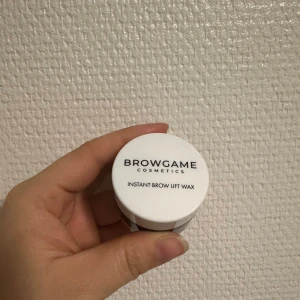 BROWGAME
COSMETICS
INSTANT BROW LIFT WAX